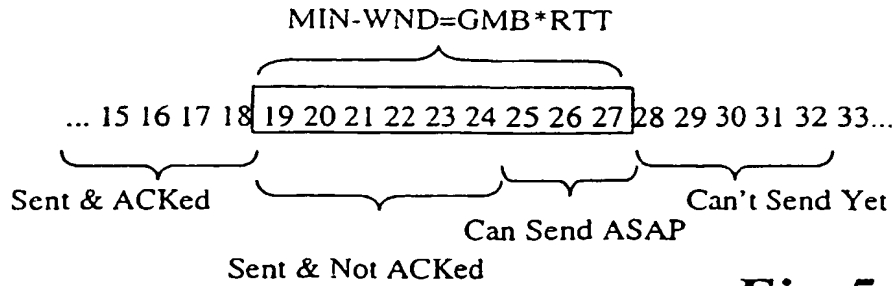 MIN-WND=GMB*RTT
... 15 16 17 18 19 20 21 22 23 24 25 26 27 28 29 30 31 32 33...
Sent & ACKed
Can't Send Yet
Can Send ASAP
Sent & Not ACKed